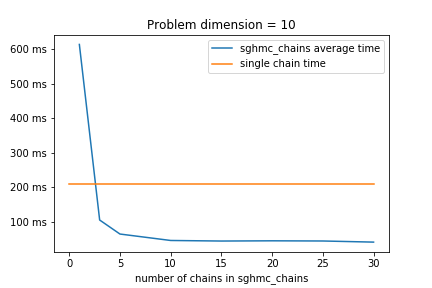 Problem dimension = 10
sghmc_chains average time
single chain time
600 ms
500 ms
400 ms
300 ms
200 ms
100 ms
0 5 10 15 20 25 30
number of chains in sghmc_chains